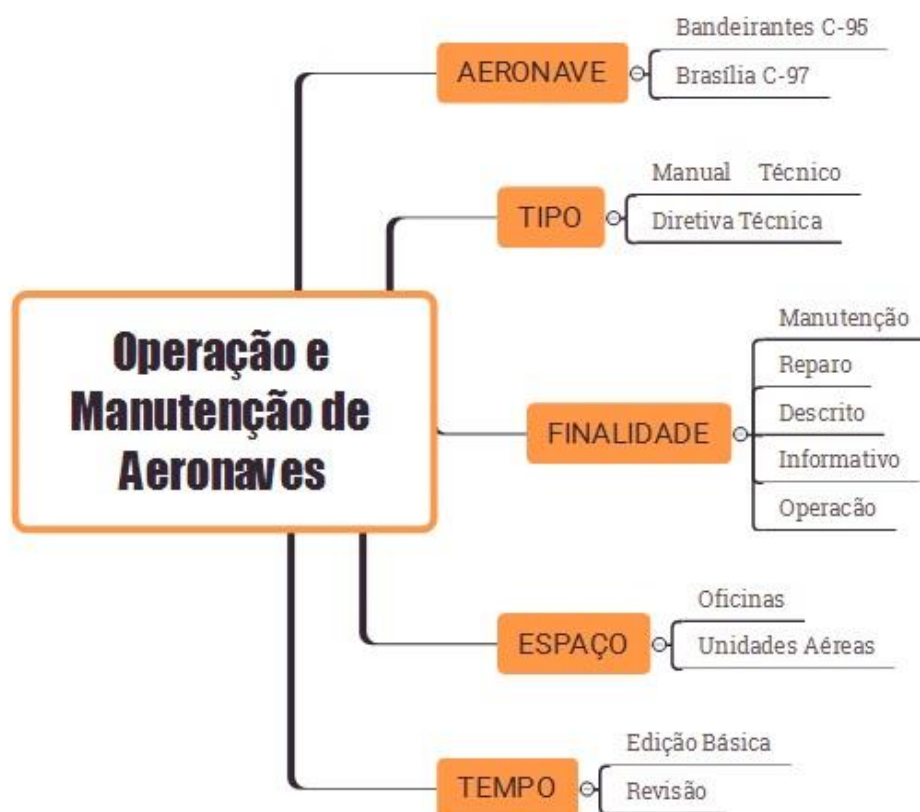 Operação e
Manutenção de
Aeronaves
AERONAVE
Bandeirantes C-95
Brasília C-97
TIPO
Manual Técnico
Diretiva Técnica
FINALIDADE
Manutenção
Reparo
Descrito
Informativo
Operacão
ESPAÇO
Oficinas
Unidades Aéreas
TEMPO
Edição Básica
Revisão